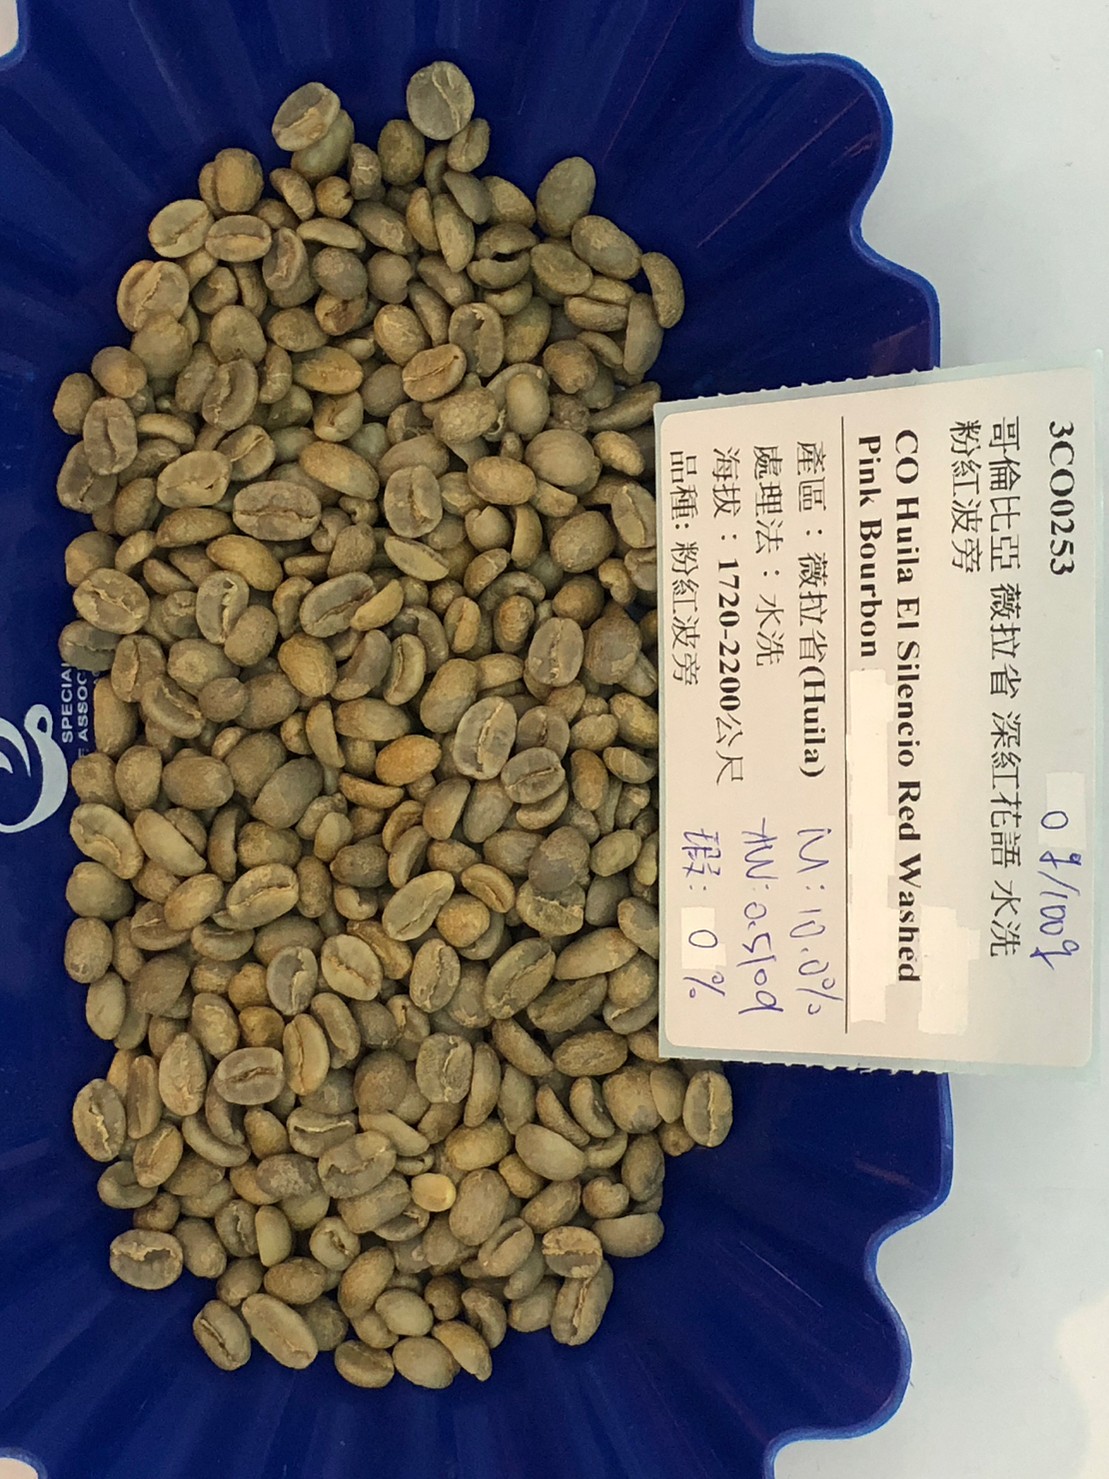 3CO0253
0 g/100g
哥倫比亞 薇拉省 深紅花語 水洗
粉紅波旁
CO Huila El Silencio Red Washed
Pink Bourbon
產區：薇拉省(Huila)
M: 10.0%
處理法：水洗
AW: 0.5109
海拔：1720-2200公尺
瑕: 0 %
品種: 粉紅波旁
SPECIAL
ASSOC